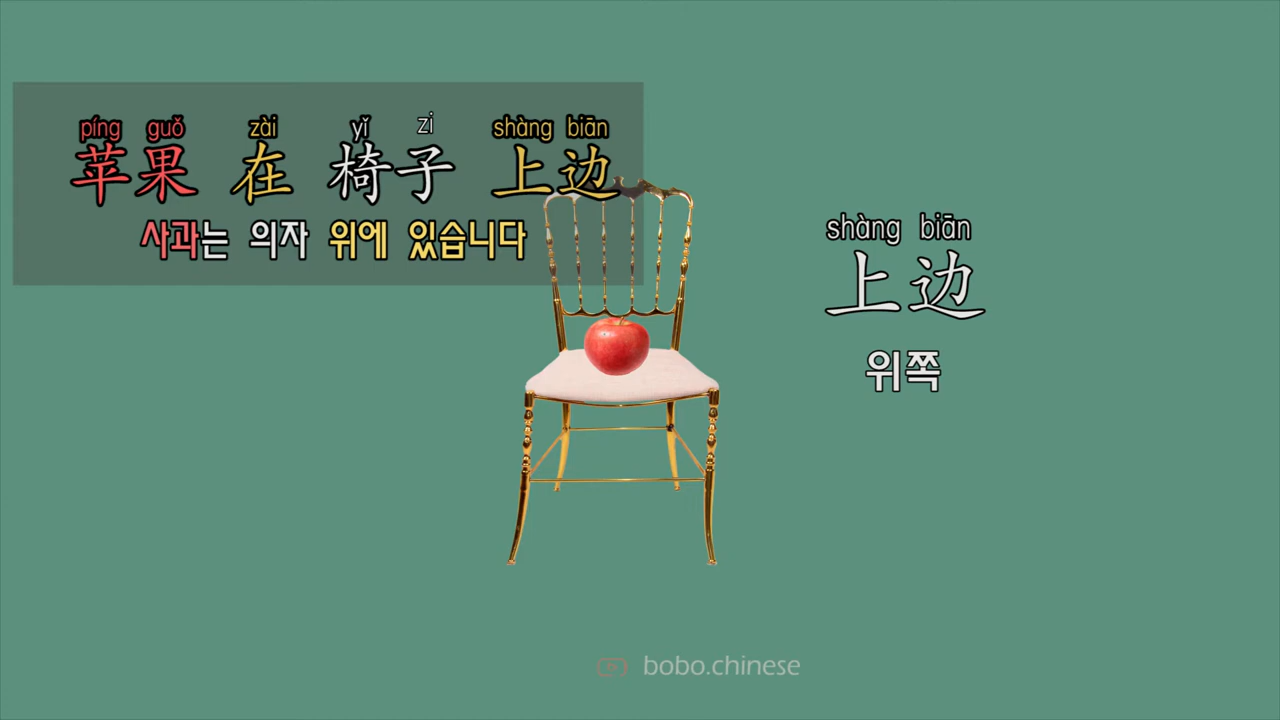 píng guǒ zài yǐ zi shàng biān
苹果 在 椅子 上边
사과는 의자 위에 있습니다
shàng biān
上边
위쪽
bobo.chinese